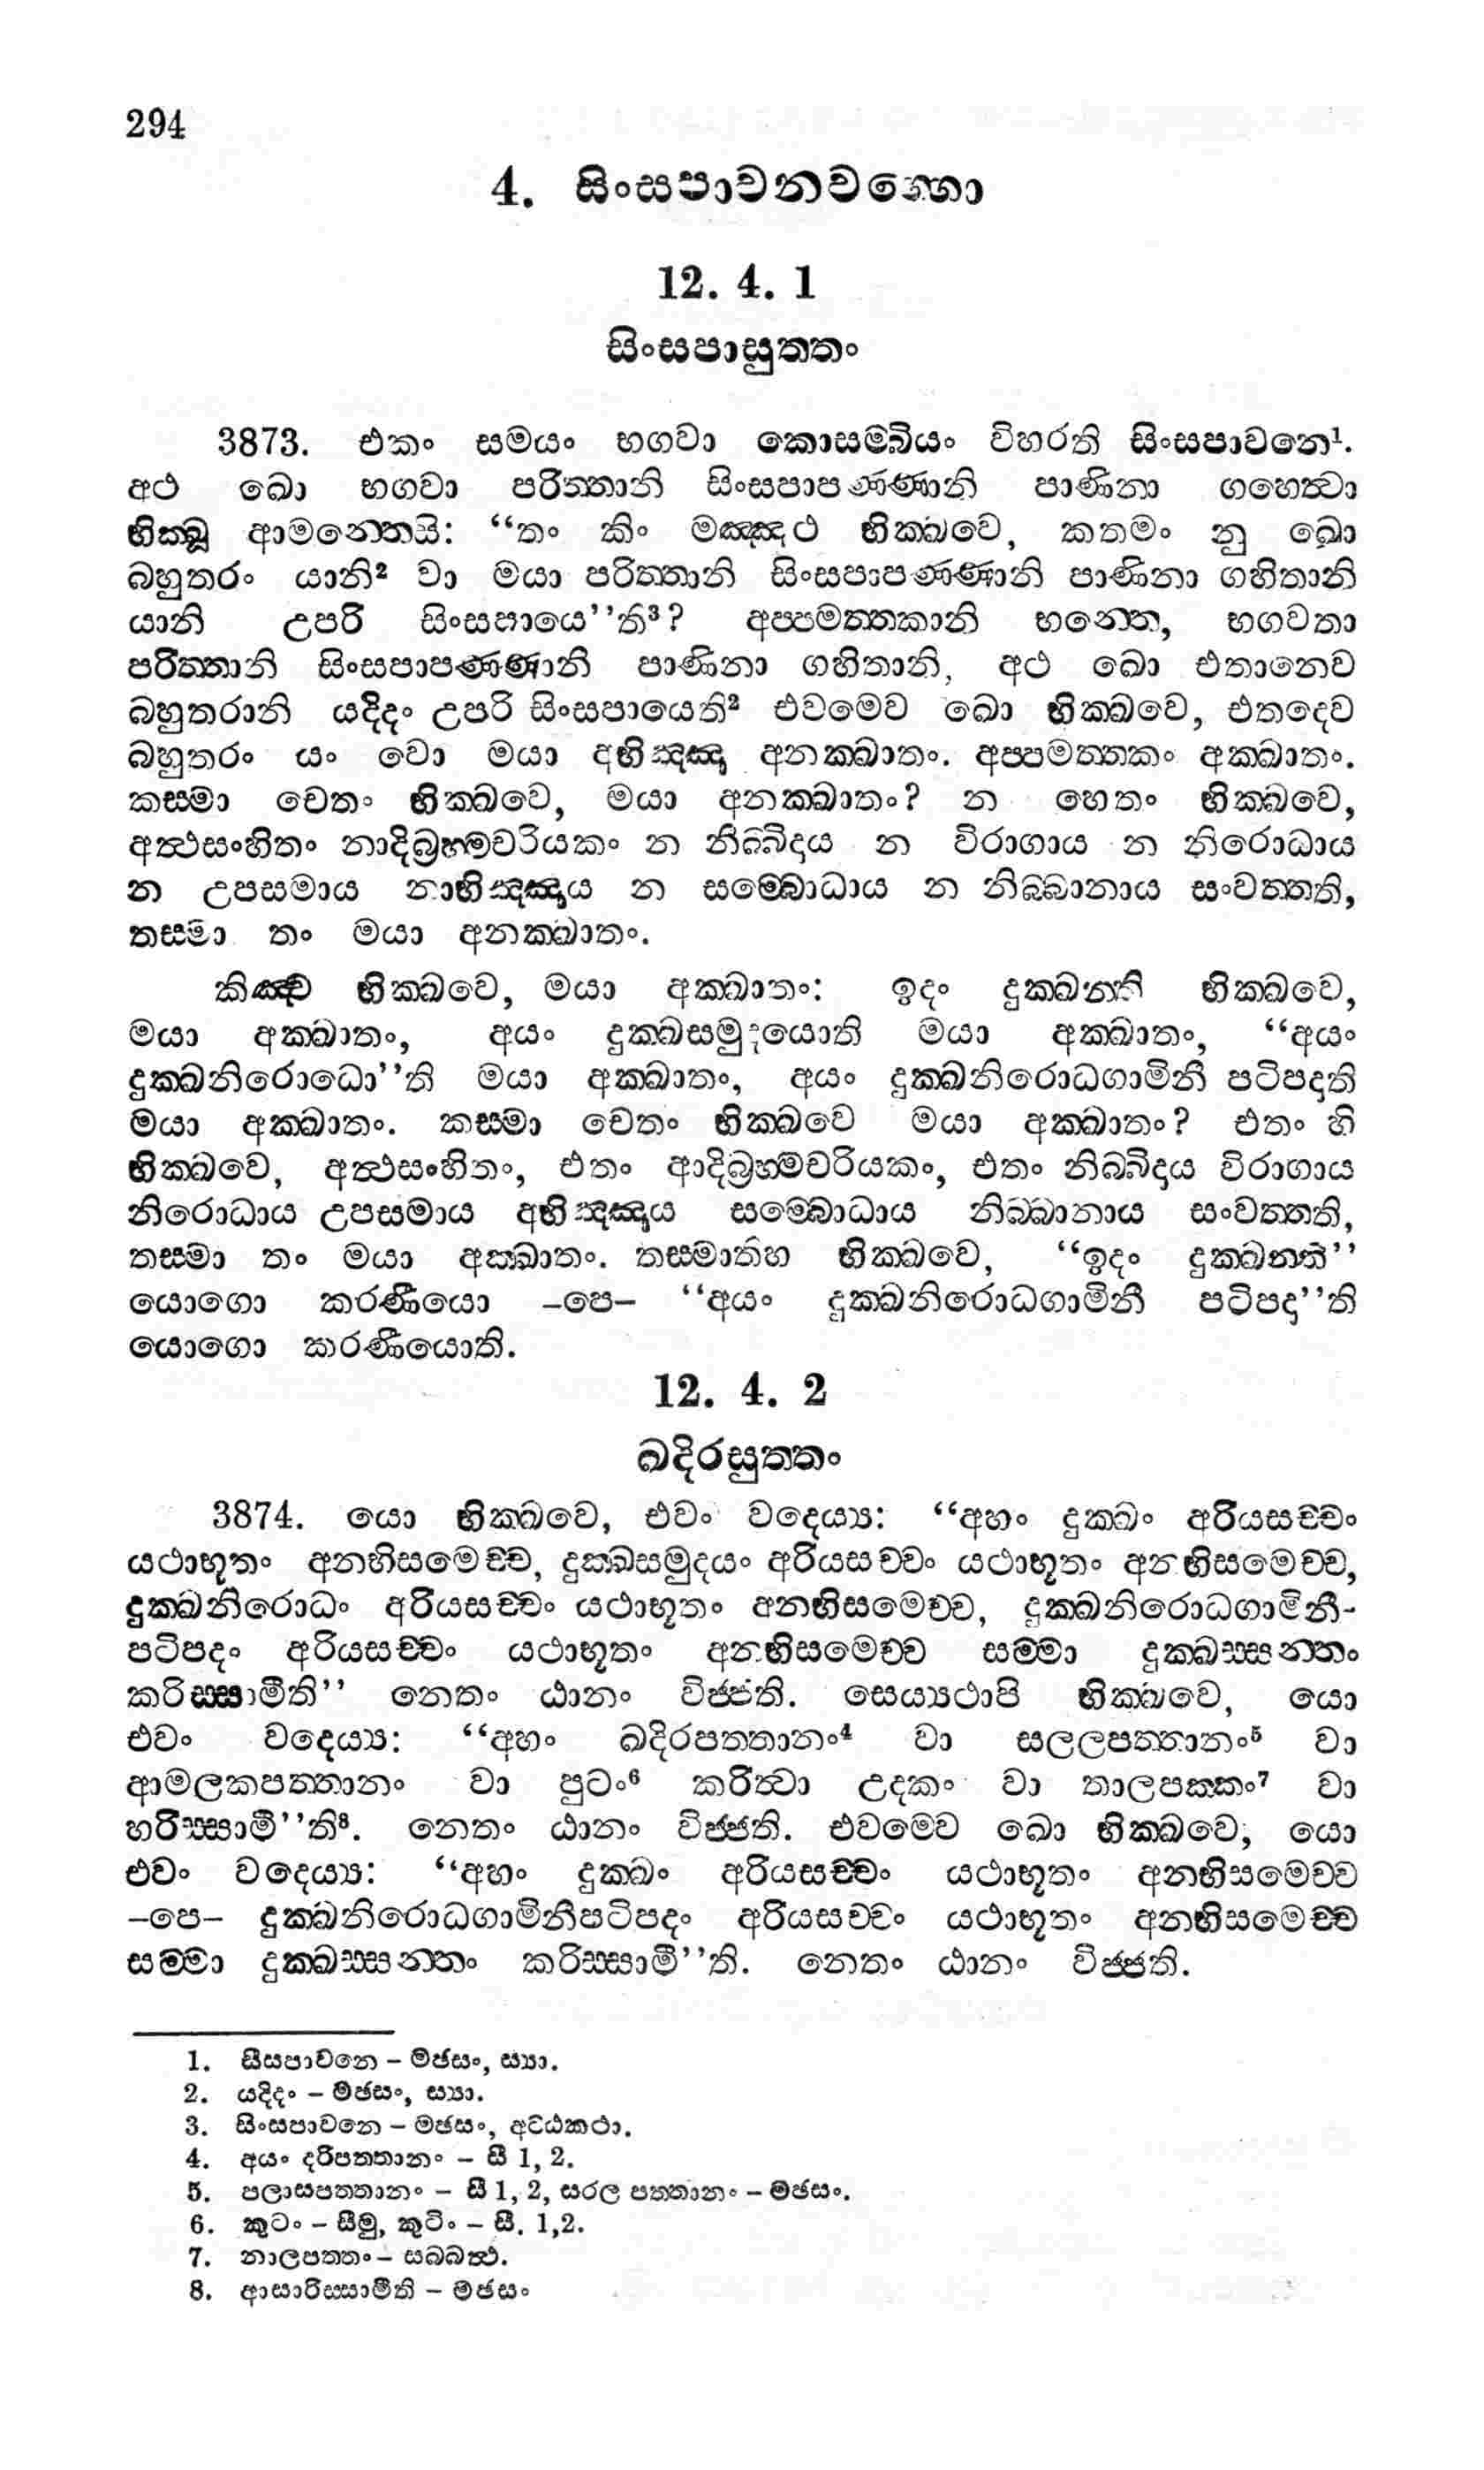 294
4. සිංසපාවනවග්ගො
12. 4. 1
සිංසපාසුත්තං
3873. එකං සමයං භගවා කොසම්බියං විහරති සිංසපාවනෙ¹.
අථ ඛො භගවා පරිත්තානි සිංසපාපණ්ණානි පාණිනා ගහෙත්වා
භික්ඛූ ආමන්තෙසි: “තං කිං මඤ්ඤථ භික්ඛවෙ, කතමං නු ඛො
බහුතරං යානි² වා මයා පරිත්තානි සිංසපාපණ්ණානි පාණිනා ගහිතානි
යානි උපරි සිංසපායෙ’’ති³? අප්පමත්තකානි භන්තෙ, භගවතා
පරිත්තානි සිංසපාපණ්ණානි පාණිනා ගහිතානි, අථ ඛො එතානෙව
බහුතරානි යදිදං උපරි සිංසපායෙති² එවමෙව ඛො භික්ඛවෙ, එතදෙව
බහුතරං යං වො මයා අභිඤ්ඤා අනක්ඛාතං. අප්පමත්තකං අක්ඛාතං.
කස්මා චෙතං භික්ඛවෙ, මයා අනක්ඛාතං? න හෙතං භික්ඛවෙ,
අත්ථසංහිතං නාදිබ්‍රහ්මචරියකං න නිබ්බිදාය න විරාගාය න නිරොධාය
න උපසමාය නාභිඤ්ඤාය න සම්බොධාය න නිබ්බානාය සංවත්තති,
තස්මා තං මයා අනක්ඛාතං.
කිඤ්ච භික්ඛවෙ, මයා අක්ඛාතං: ඉදං දුක්ඛන්ති භික්ඛවෙ,
මයා අක්ඛාතං, අයං දුක්ඛසමුදයොති මයා අක්ඛාතං, “අයං
දුක්ඛනිරොධො’’ති මයා අක්ඛාතං, අයං දුක්ඛනිරොධගාමිනී පටිපදාති
මයා අක්ඛාතං. කස්මා චෙතං භික්ඛවෙ මයා අක්ඛාතං? එතං හි
භික්ඛවෙ, අත්ථසංහිතං, එතං ආදිබ්‍රහ්මචරියකං, එතං නිබ්බිදාය විරාගාය
නිරොධාය උපසමාය අභිඤ්ඤාය සම්බොධාය නිබ්බානාය සංවත්තති,
තස්මා තං මයා අක්ඛාතං. තස්මාතිහ භික්ඛවෙ, “ඉදං දුක්ඛන්ති’’
යොගො කරණීයො –පෙ– “අයං දුක්ඛනිරොධගාමිනී පටිපදා’’ති
යොගො කරණීයොති.
12. 4. 2
ඛදිරසුත්තං
3874. යො භික්ඛවෙ, එවං වදෙය්‍ය: “අහං දුක්ඛං අරියසච්චං
යථාභූතං අනභිසමෙච්ච, දුක්ඛසමුදයං අරියසච්චං යථාභූතං අනභිසමෙච්ච,
දුක්ඛනිරොධං අරියසච්චං යථාභූතං අනභිසමෙච්ච, දුක්ඛනිරොධගාමිනී-
පටිපදං අරියසච්චං යථාභූතං අනභිසමෙච්ච සම්මා දුක්ඛස්සන්තං
කරිස්සාමීති’’ නෙතං ඨානං විජ්ජති. සෙය්‍යථාපි භික්ඛවෙ, යො
එවං වදෙය්‍ය: “අහං ඛදිරපත්තානං⁴ වා සලලපත්තානං⁵ වා
ආමලකපත්තානං වා පුටං⁶ කරිත්වා උදකං වා තාලපක්කං⁷ වා
හරිස්සාමී’’ති⁸. නෙතං ඨානං විජ්ජති. එවමෙව ඛො භික්ඛවෙ, යො
එවං වදෙය්‍ය: “අහං දුක්ඛං අරියසච්චං යථාභූතං අනභිසමෙච්ච
–පෙ– දුක්ඛනිරොධගාමිනීපටිපදං අරියසච්චං යථාභූතං අනභිසමෙච්ච
සම්මා දුක්ඛස්සන්තං කරිස්සාමී’’ති. නෙතං ඨානං විජ්ජති.
1. සීසපාවනෙ – මඡසං, ස්‍යා.
2. යදිදං – මඡසං, ස්‍යා.
3. සිංසපාවනෙ – මඡසං, අට්ඨකථා.
4. අයං දරිපත්තානං – සී 1, 2.
5. පලාසපත්තානං – සී 1, 2, සරල පත්තානං – මඡසං.
6. කුටං – සීමු, කුටිං – සී. 1,2.
7. තාලපත්තං – සබ්බත්ථ.
8. ආසාරිස්සාමීති – මඡසං